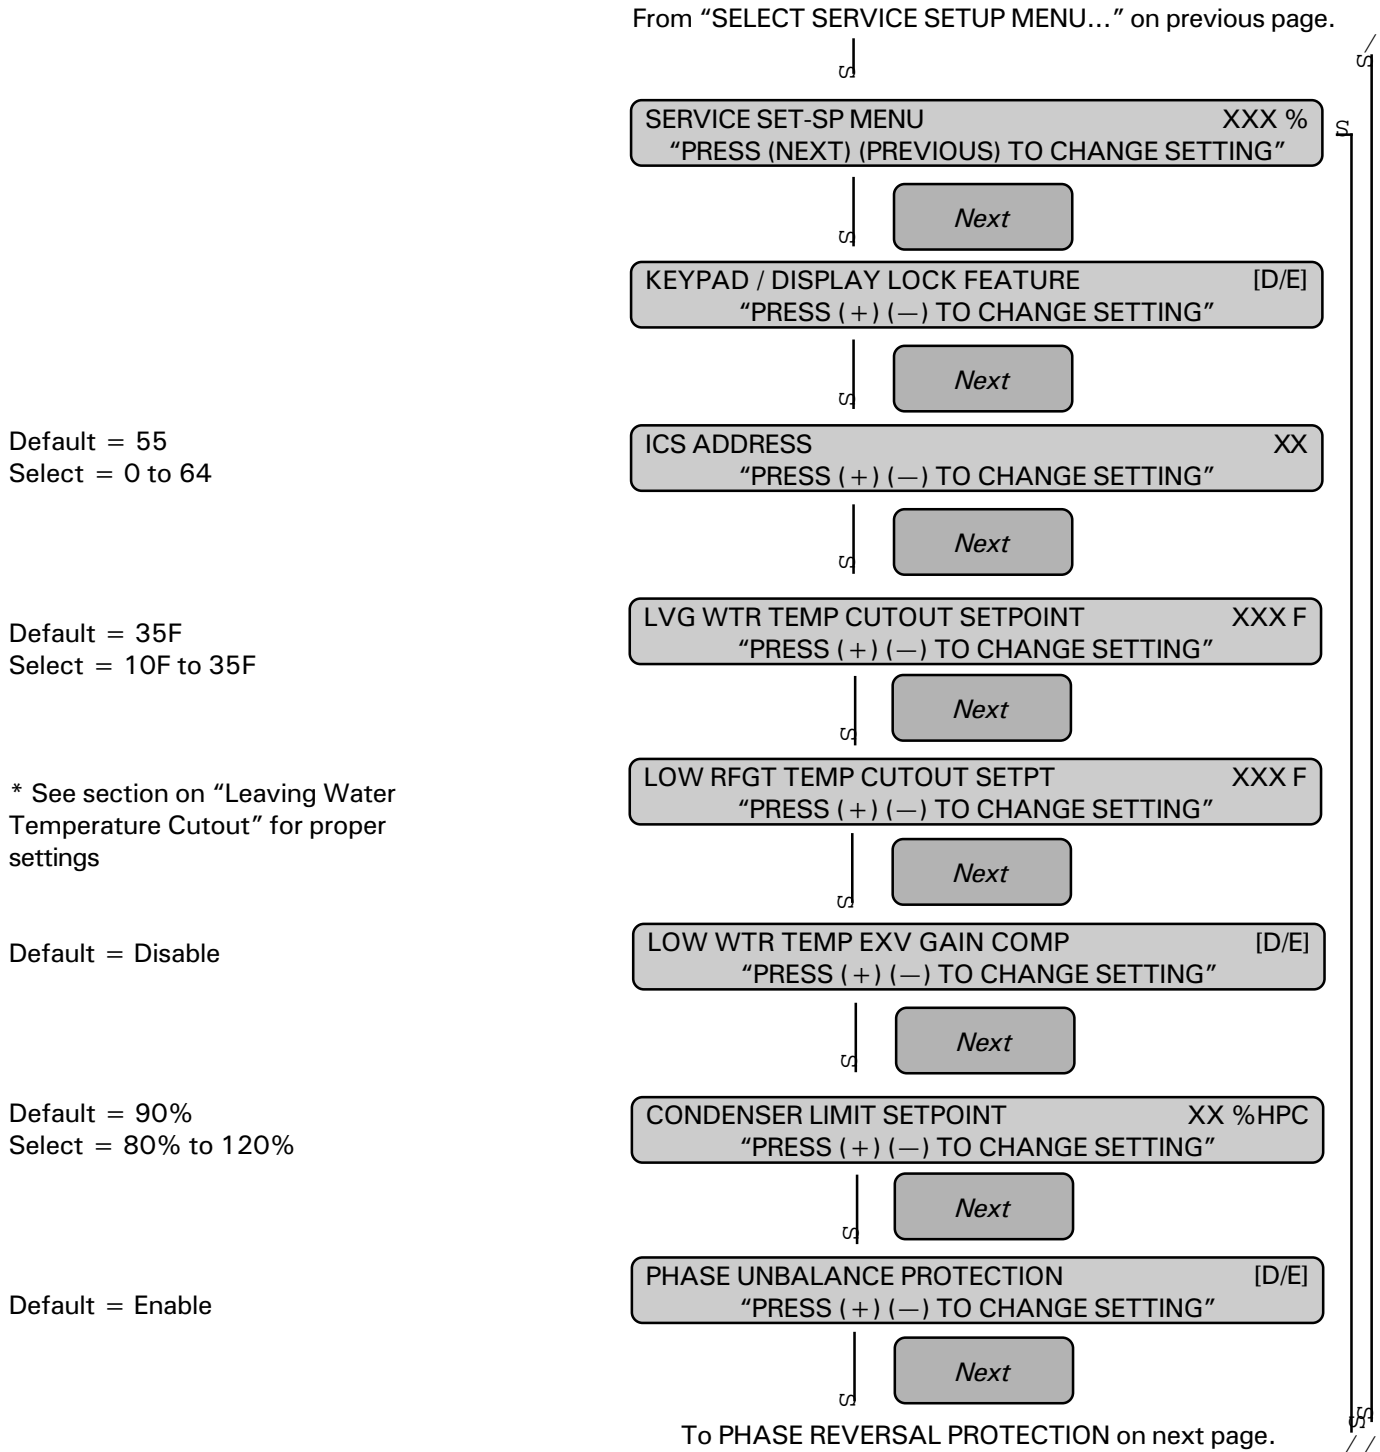 From “SELECT SERVICE SETUP MENU...” on previous page.
SERVICE SET-SP MENU XXX %
“PRESS (NEXT) (PREVIOUS) TO CHANGE SETTING”
Next
KEYPAD / DISPLAY LOCK FEATURE [D/E]
“PRESS (+) (—) TO CHANGE SETTING”
Next
Default = 55
Select = 0 to 64
ICS ADDRESS XX
“PRESS (+) (—) TO CHANGE SETTING”
Next
Default = 35F
Select = 10F to 35F
LVG WTR TEMP CUTOUT SETPOINT XXX F
“PRESS (+) (—) TO CHANGE SETTING”
Next
* See section on “Leaving Water
Temperature Cutout” for proper
settings
LOW RFGT TEMP CUTOUT SETPT XXX F
“PRESS (+) (—) TO CHANGE SETTING”
Next
Default = Disable
LOW WTR TEMP EXV GAIN COMP [D/E]
“PRESS (+) (—) TO CHANGE SETTING”
Next
Default = 90%
Select = 80% to 120%
CONDENSER LIMIT SETPOINT XX %HPC
“PRESS (+) (—) TO CHANGE SETTING”
Next
Default = Enable
PHASE UNBALANCE PROTECTION [D/E]
“PRESS (+) (—) TO CHANGE SETTING”
Next
To PHASE REVERSAL PROTECTION on next page.